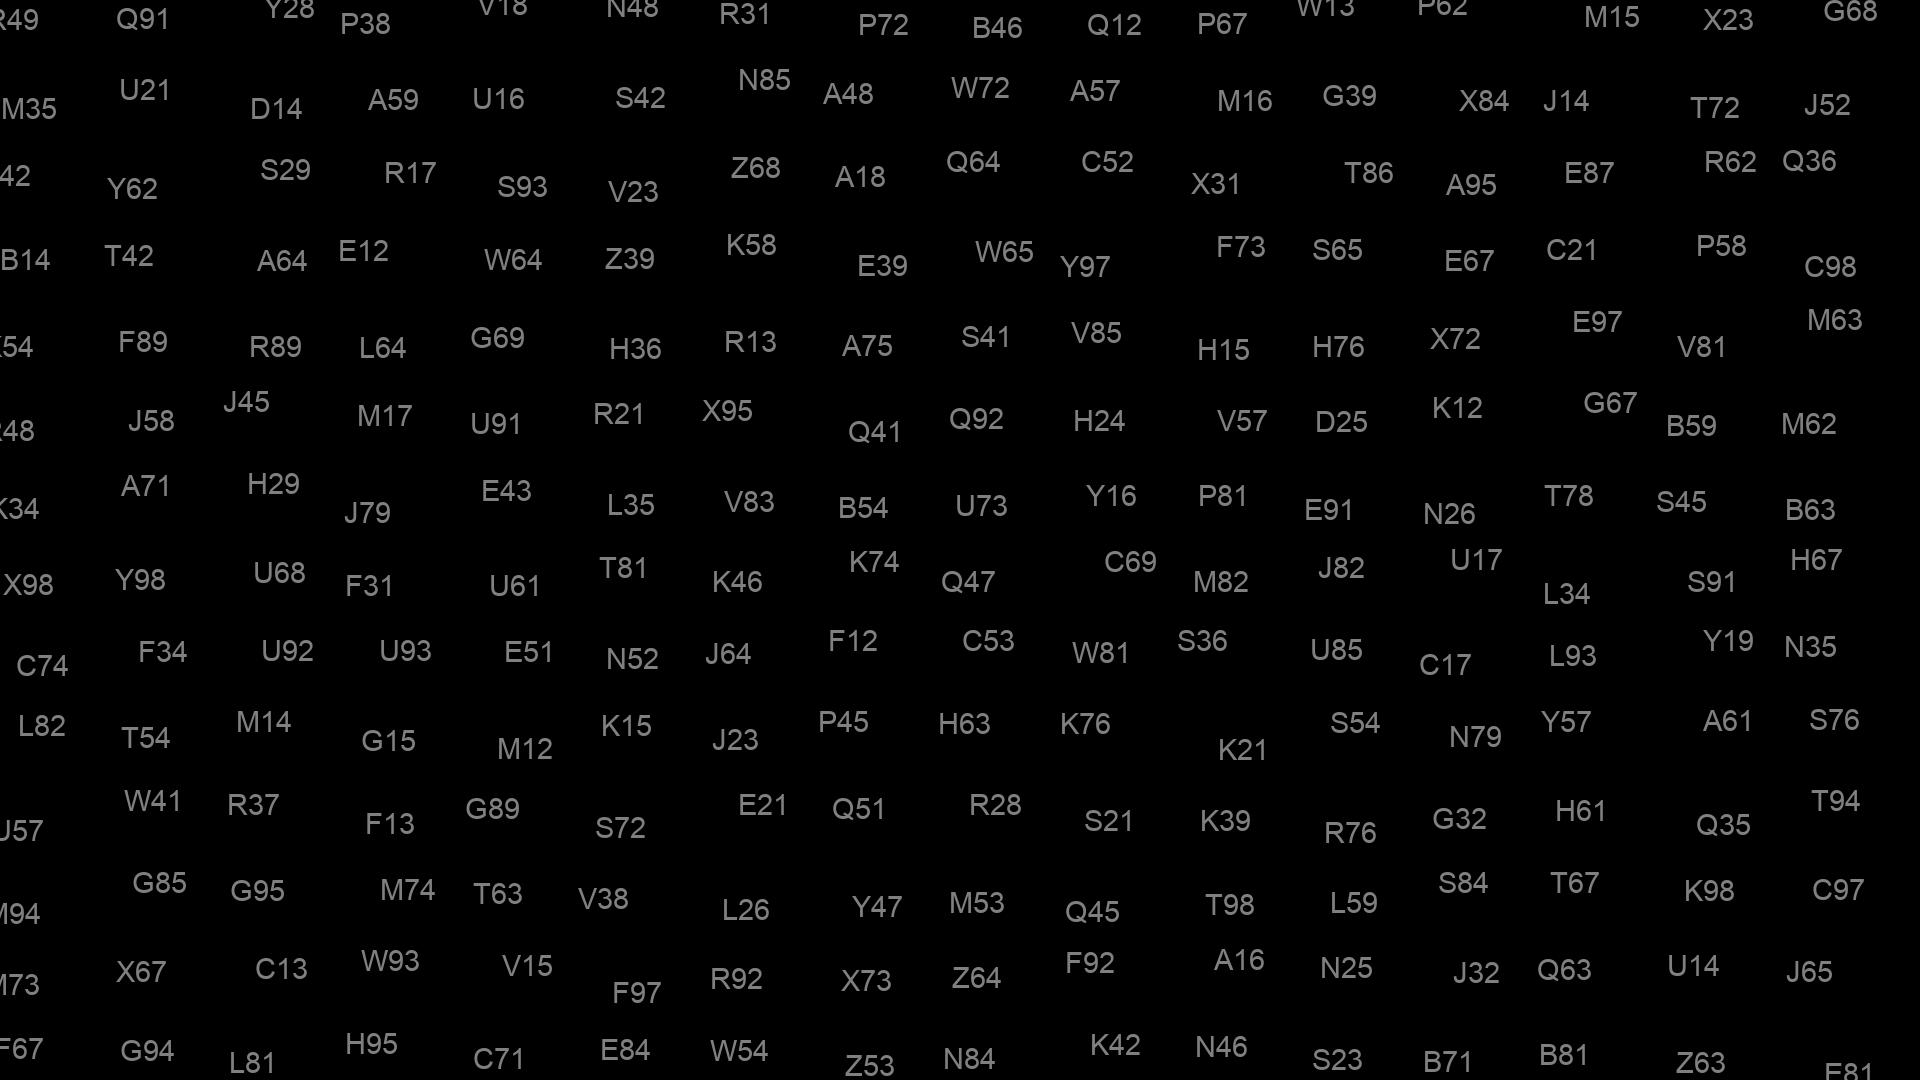 R49 Q91 Y28 P38 V18 N48 R31 P72 B46 Q12 P67 W13 P62 M15 X23 G68
M35 U21 D14 A59 U16 S42 N85 A48 W72 A57 M16 G39 X84 J14 T72 J52
42 Y62 S29 R17 S93 V23 Z68 A18 Q64 C52 X31 T86 A95 E87 R62 Q36
B14 T42 A64 E12 W64 Z39 K58 E39 W65 Y97 F73 S65 E67 C21 P58 C98
54 F89 R89 L64 G69 H36 R13 A75 S41 V85 H15 H76 X72 E97 V81 M63
48 J58 J45 M17 U91 R21 X95 Q41 Q92 H24 V57 D25 K12 G67 B59 M62
K34 A71 H29 J79 E43 L35 V83 B54 U73 Y16 P81 E91 N26 T78 S45 B63
X98 Y98 U68 F31 U61 T81 K46 K74 Q47 C69 M82 J82 U17 L34 S91 H67
C74 F34 U92 U93 E51 N52 J64 F12 C53 W81 S36 U85 C17 L93 Y19 N35
L82 T54 M14 G15 M12 K15 J23 P45 H63 K76 K21 S54 N79 Y57 A61 S76
U57 W41 R37 F13 G89 S72 E21 Q51 R28 S21 K39 R76 G32 H61 Q35 T94
M94 G85 G95 M74 T63 V38 L26 Y47 M53 Q45 T98 L59 S84 T67 K98 C97
M73 X67 C13 W93 V15 F97 R92 X73 Z64 F92 A16 N25 J32 Q63 U14 J65
F67 G94 L81 H95 C71 E84 W54 Z53 N84 K42 N46 S23 B71 B81 Z63